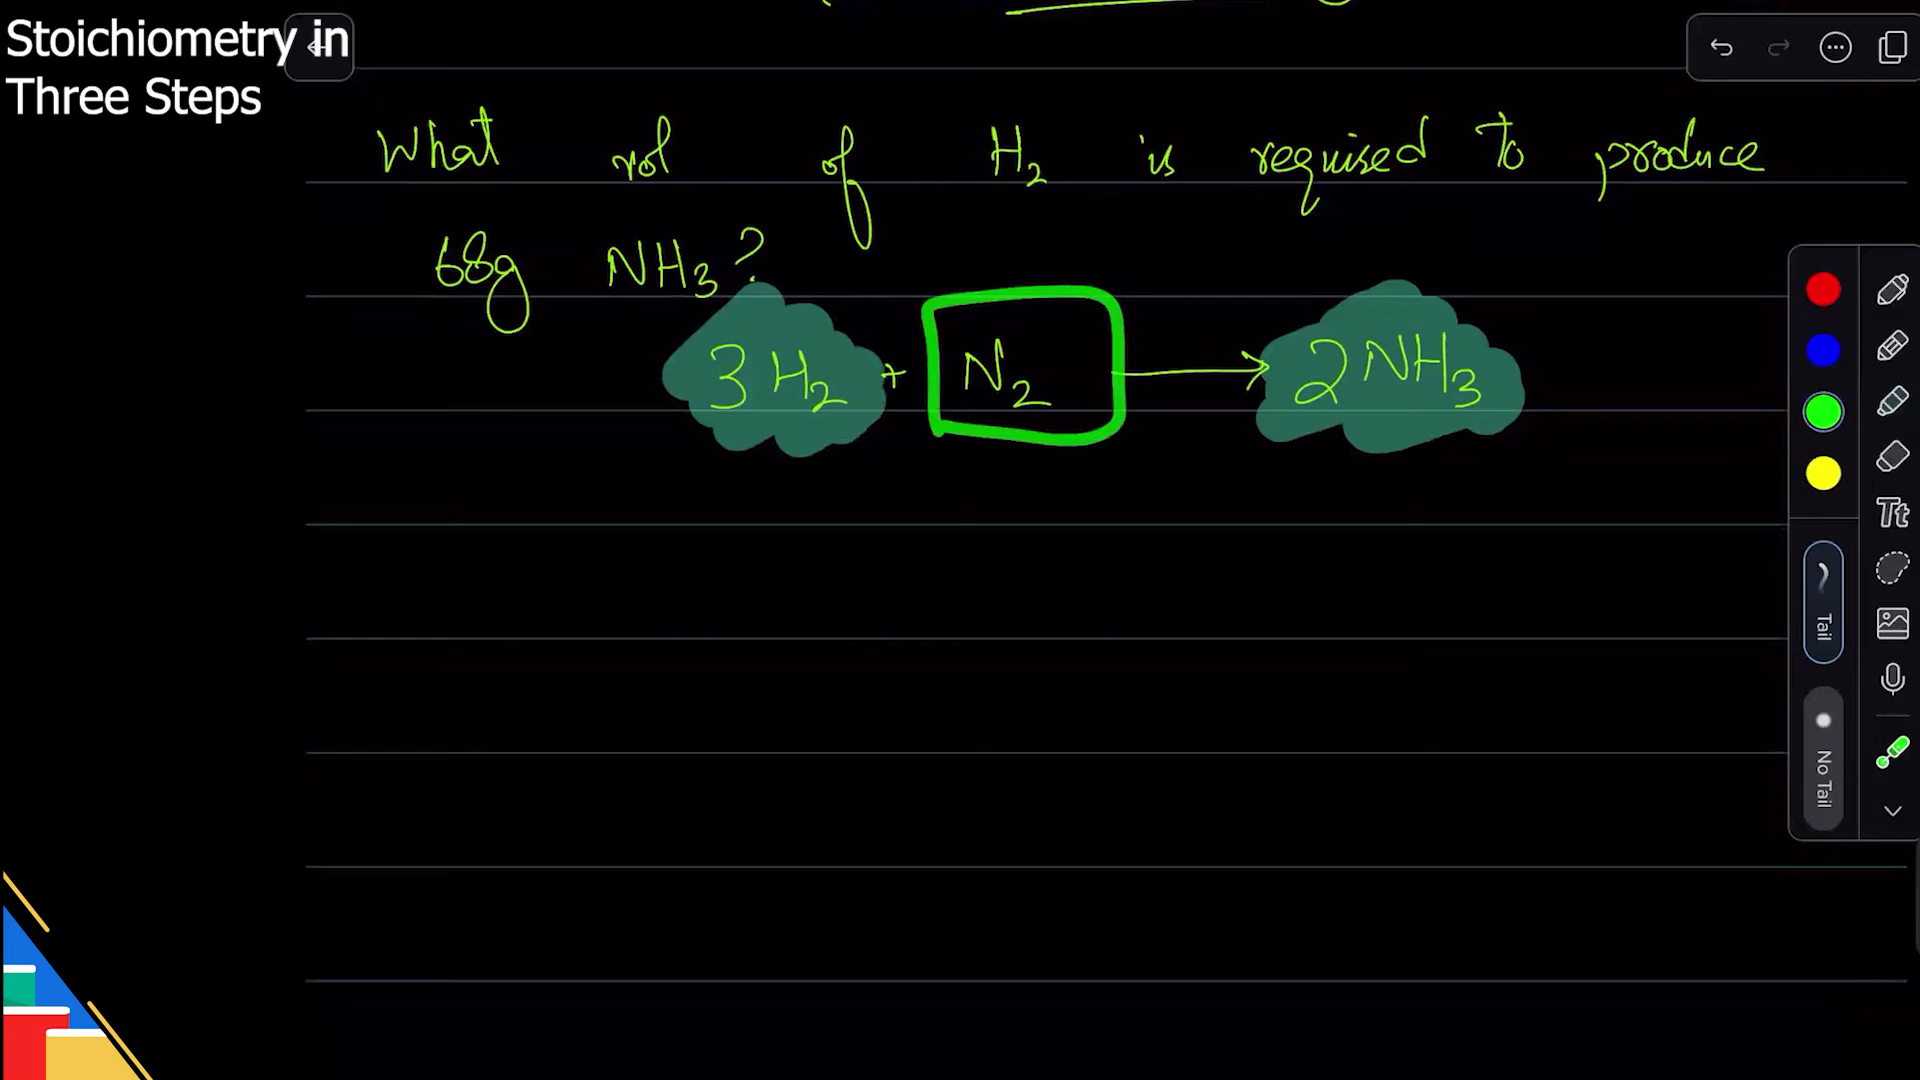 Stoichiometry in
Three Steps
What vol of H₂ is required to produce
68g NH₃?
3H₂ + N₂ → 2NH₃
Tt
Tail
No Tail